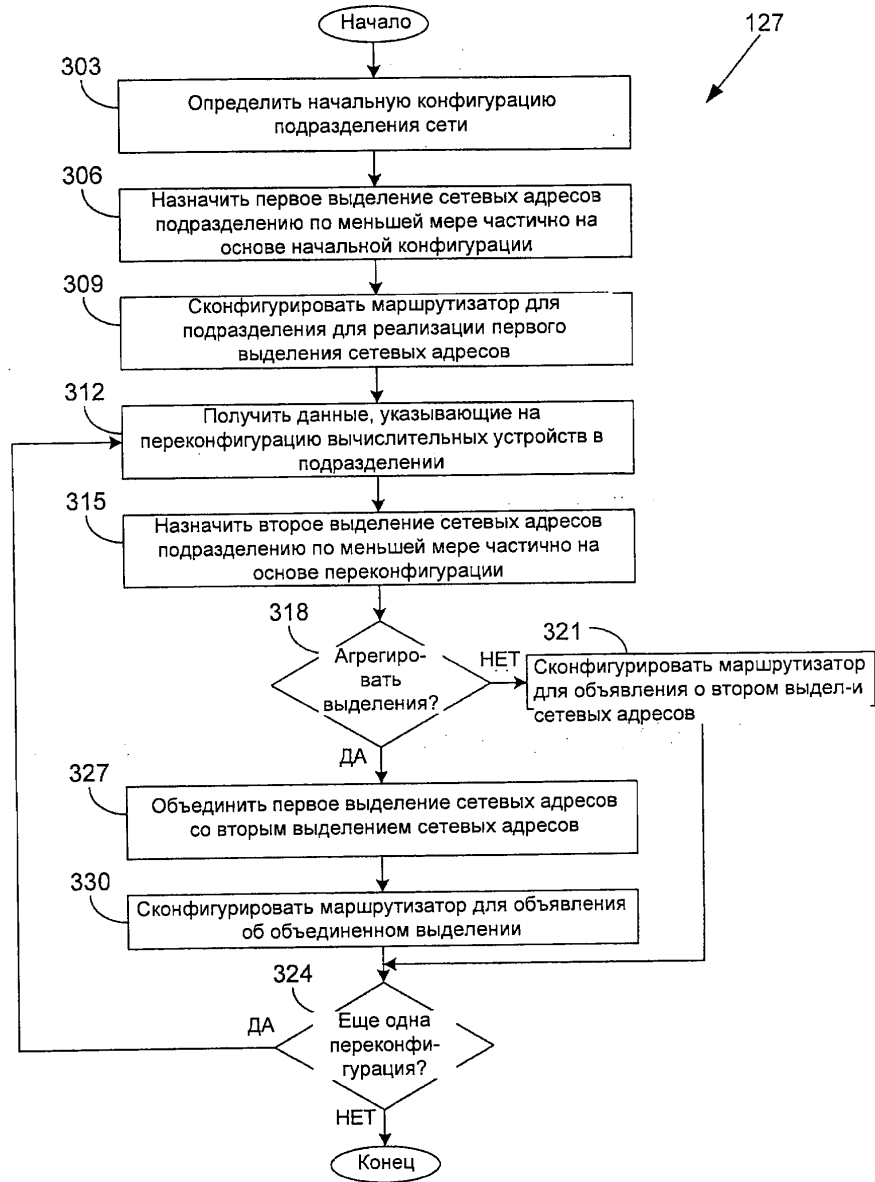 Начало
127
303
Определить начальную конфигурацию
подразделения сети
306
Назначить первое выделение сетевых адресов
подразделению по меньшей мере частично на
основе начальной конфигурации
309
Сконфигурировать маршрутизатор для
подразделения для реализации первого
выделения сетевых адресов
312
Получить данные, указывающие на
переконфигурацию вычислительных устройств в
подразделении
315
Назначить второе выделение сетевых адресов
подразделению по меньшей мере частично на
основе переконфигурации
318
Агрегиро-
вать
выделения?
НЕТ
321
Сконфигурировать маршрутизатор
для объявления о втором выдел-и
сетевых адресов
ДА
327
Объединить первое выделение сетевых адресов
со вторым выделением сетевых адресов
330
Сконфигурировать маршрутизатор для объявления
об объединенном выделении
324
ДА
Еще одна
переконфи-
гурация?
НЕТ
Конец